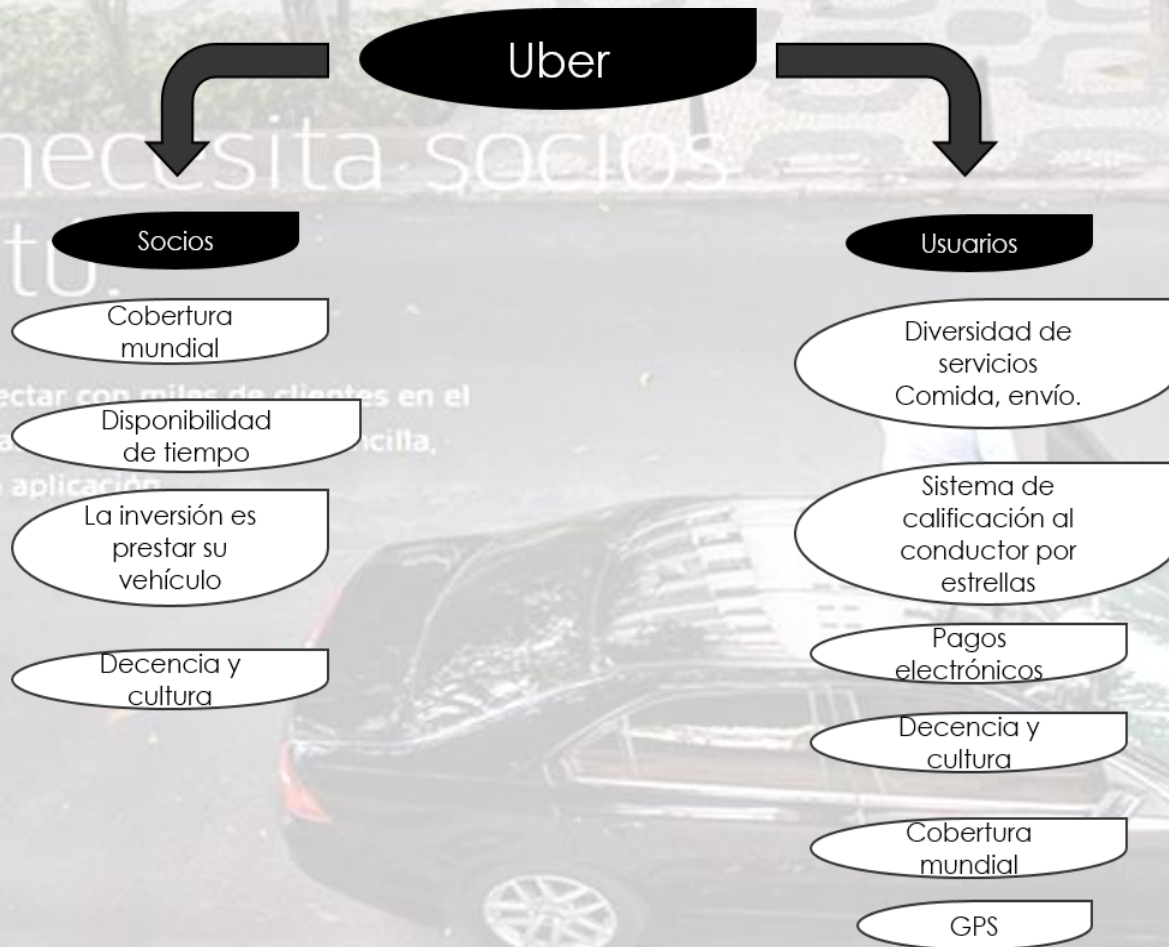 Uber
necesita socios
tú.
Socios
Cobertura
mundial
ectar con miles de clientes en el
Disponibilidad
de tiempo
ncilla,
aplicación
La inversión es
prestar su
vehículo
Decencia y
cultura
Usuarios
Diversidad de
servicios
Comida, envío.
Sistema de
calificación al
conductor por
estrellas
Pagos
electrónicos
Decencia y
cultura
Cobertura
mundial
GPS